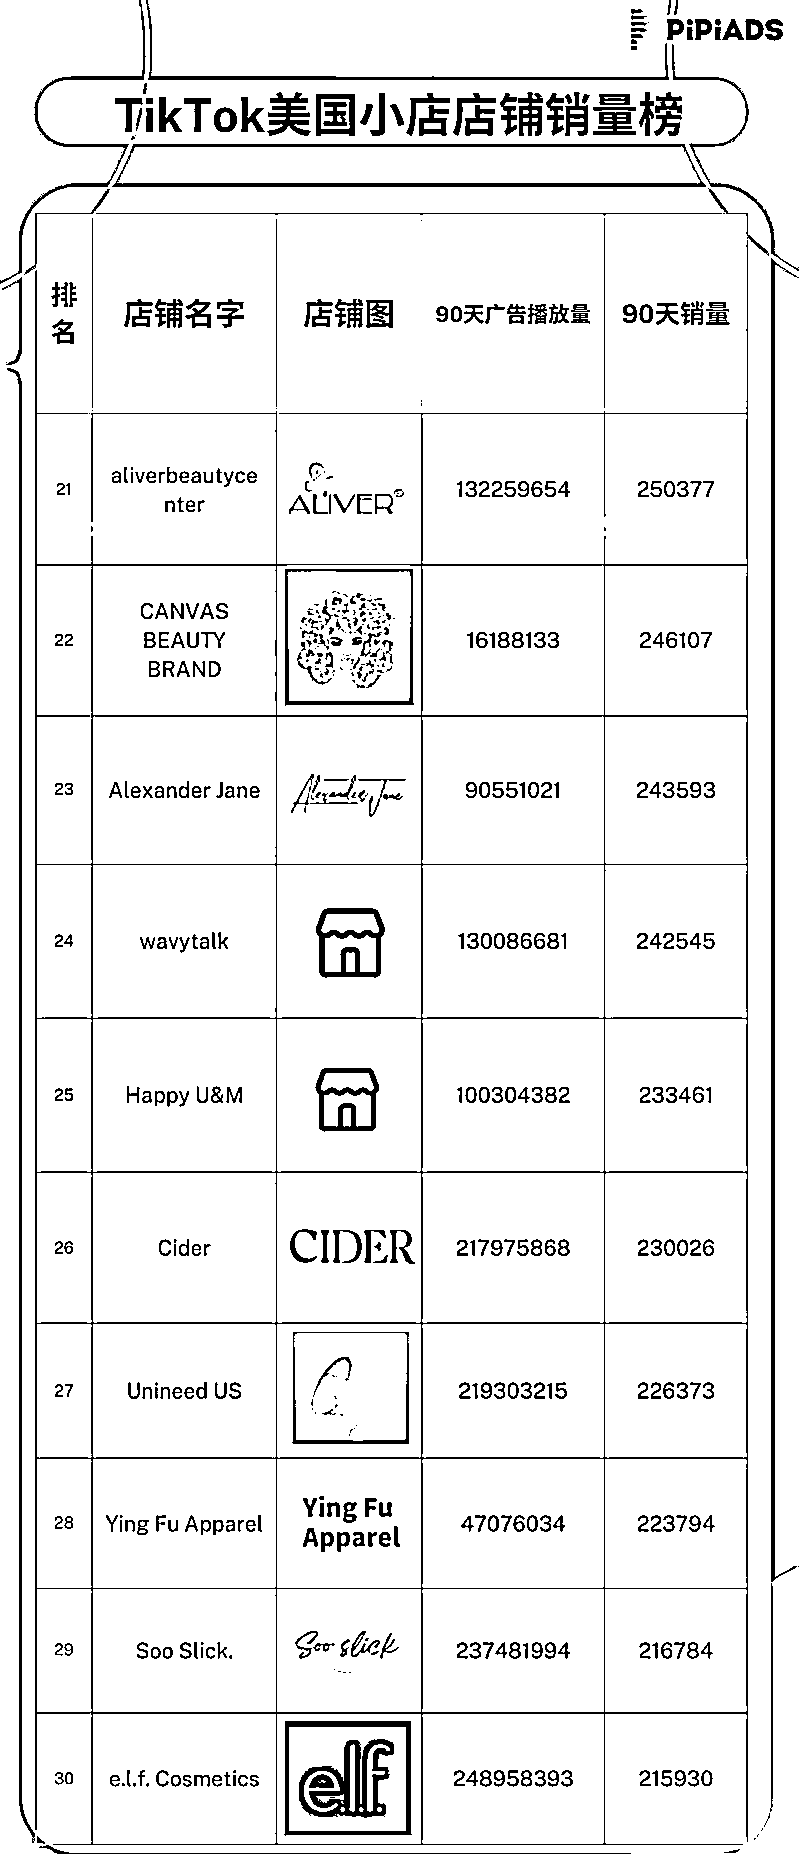 PiPiADS
TikTok美国小店店铺销量榜
排
名
店铺名字
店铺图
90天广告播放量
90天销量
21
aliverbeautyce
nter
ALIVER®
132259654
250377
22
CANVAS
BEAUTY
BRAND
16188133
246107
23
Alexander Jane
Alexander Jane
90551021
243593
24
wavytalk
130086681
242545
25
Happy U&M
100304382
233461
26
Cider
CIDER
217975868
230026
27
Unineed US
219303215
226373
28
Ying Fu Apparel
Ying Fu
Apparel
47076034
223794
29
Soo Slick.
Soo slick
237481994
216784
30
e.l.f. Cosmetics
e.l.f.
248958393
215930